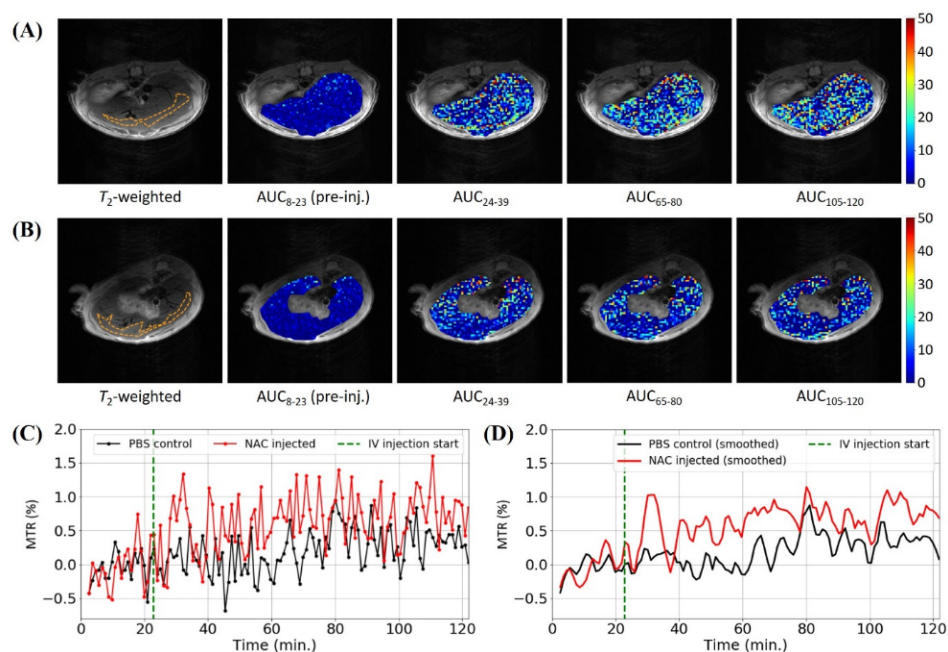 (A)
50
40
30
20
10
0
T2-weighted AUC8-23 (pre-inj.) AUC24-39 AUC65-80 AUC105-120
(B)
50
40
30
20
10
0
T2-weighted AUC8-23 (pre-inj.) AUC24-39 AUC65-80 AUC105-120
(C)
2.0
1.5
1.0
0.5
0.0
−0.5
MTR (%)
PBS control NAC injected IV injection start
0 20 40 60 80 100 120
Time (min.)
(D)
2.0
1.5
1.0
0.5
0.0
−0.5
MTR (%)
PBS control (smoothed) IV injection start
NAC injected (smoothed)
0 20 40 60 80 100 120
Time (min.)